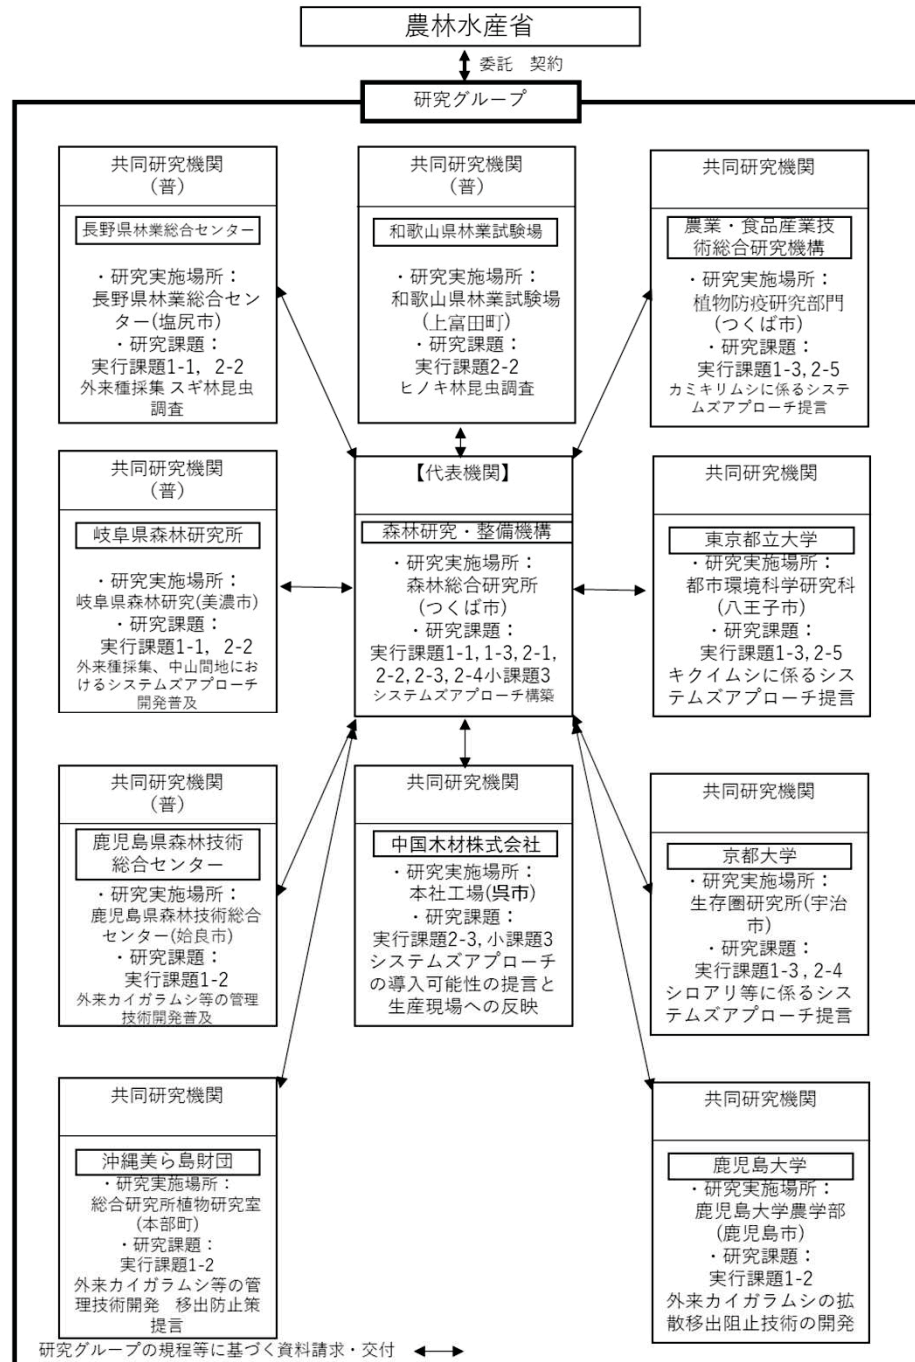 農林水産省
委託　契約
研究グループ
共同研究機関
(普)
長野県林業総合センター
・研究実施場所：
長野県林業総合セン
ター(塩尻市)
・研究課題：
実行課題1-1, 2-2
外来種採集 スギ林昆虫
調査
共同研究機関
(普)
和歌山県林業試験場
・研究実施場所：
和歌山県林業試験場
(上富田町)
・研究課題：
実行課題2-2
ヒノキ林昆虫調査
共同研究機関
農業・食品産業技
術総合研究機構
・研究実施場所：
植物防疫研究部門
(つくば市)
・研究課題：
実行課題1-3, 2-5
カミキリムシに係るシステ
ムズアプローチ提言
共同研究機関
(普)
岐阜県森林研究所
・研究実施場所：
岐阜県森林研究(美濃市)
・研究課題：
実行課題1-1, 2-2
外来種採集、中山間地にお
けるシステムズアプローチ
開発普及
【代表機関】
森林研究・整備機構
・研究実施場所：
森林総合研究所
(つくば市)
・研究課題：
実行課題1-1, 1-3, 2-1,
2-2, 2-3, 2-4小課題3
システムズアプローチ構築
共同研究機関
東京都立大学
・研究実施場所：
都市環境科学研究科
(八王子市)
・研究課題：
実行課題1-3, 2-5
キクイムシに係るシス
テムズアプローチ提言
共同研究機関
(普)
鹿児島県森林技術
総合センター
・研究実施場所：
鹿児島県森林技術総合
センター(姶良市)
・研究課題：
実行課題1-2
外来カイガラムシ等の管理
技術開発普及
共同研究機関
中国木材株式会社
・研究実施場所：
本社工場(呉市)
・研究課題：
実行課題2-3, 小課題3
システムズアプローチ
の導入可能性の提言と
生産現場への反映
共同研究機関
京都大学
・研究実施場所：
生存圏研究所(宇治
市)
・研究課題：
実行課題1-3 , 2-4
シロアリ等に係るシス
テムズアプローチ提言
共同研究機関
沖縄美ら島財団
・研究実施場所：
総合研究所植物研究室
(本部町)
・研究課題：
実行課題1-2
外来カイガラムシ等の管
理技術開発　移出防止策
提言
共同研究機関
鹿児島大学
・研究実施場所：
鹿児島大学農学部
(鹿児島市)
・研究課題：
実行課題1-2
外来カイガラムシの拡
散移出阻止技術の開発
研究グループの規程等に基づく資料請求・交付